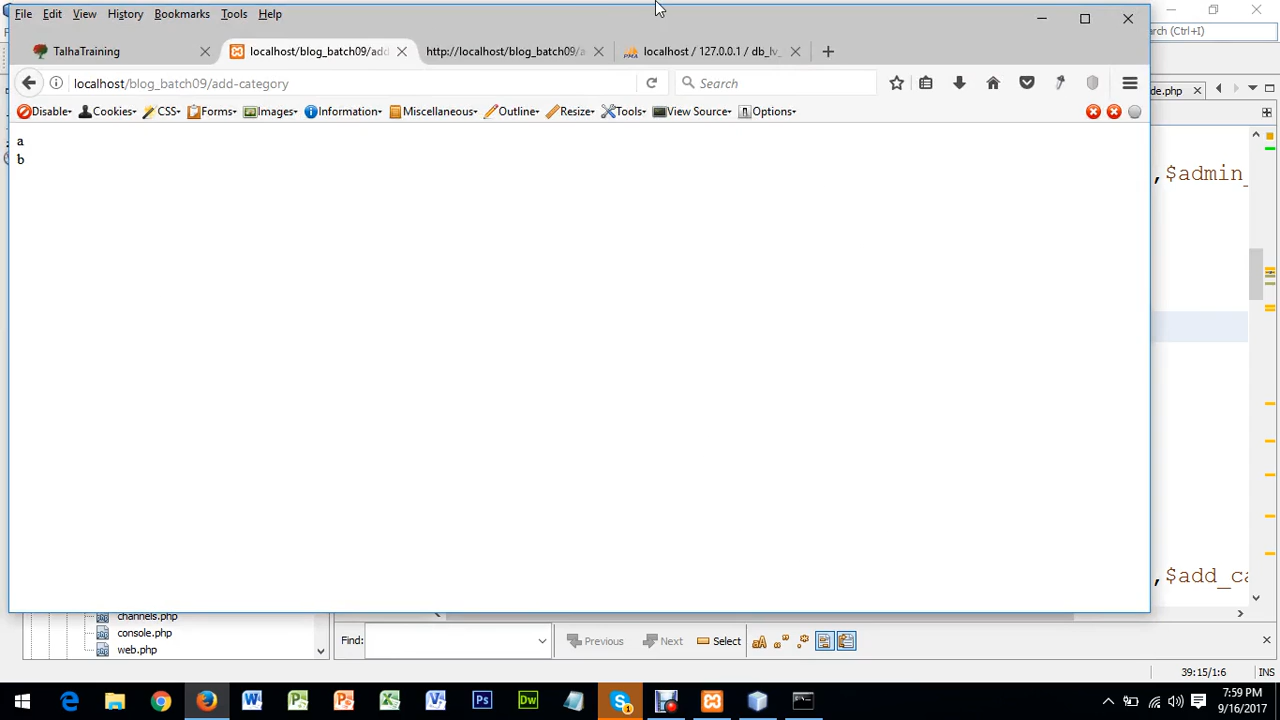 File Edit View History Bookmarks Tools Help
TalhaTraining localhost/blog_batch09/add http://localhost/blog_batch09/a localhost / 127.0.0.1 / db_lv_
localhost/blog_batch09/add-category Search
Disable Cookies CSS Forms Images Information Miscellaneous Outline Resize Tools View Source Options
a
b
ch (Ctrl+I)
de.php
,$admin_
,$add_ca
channels.php
console.php
web.php
Find: Previous Next Select
39:15/1:6 INS
7:59 PM
9/16/2017